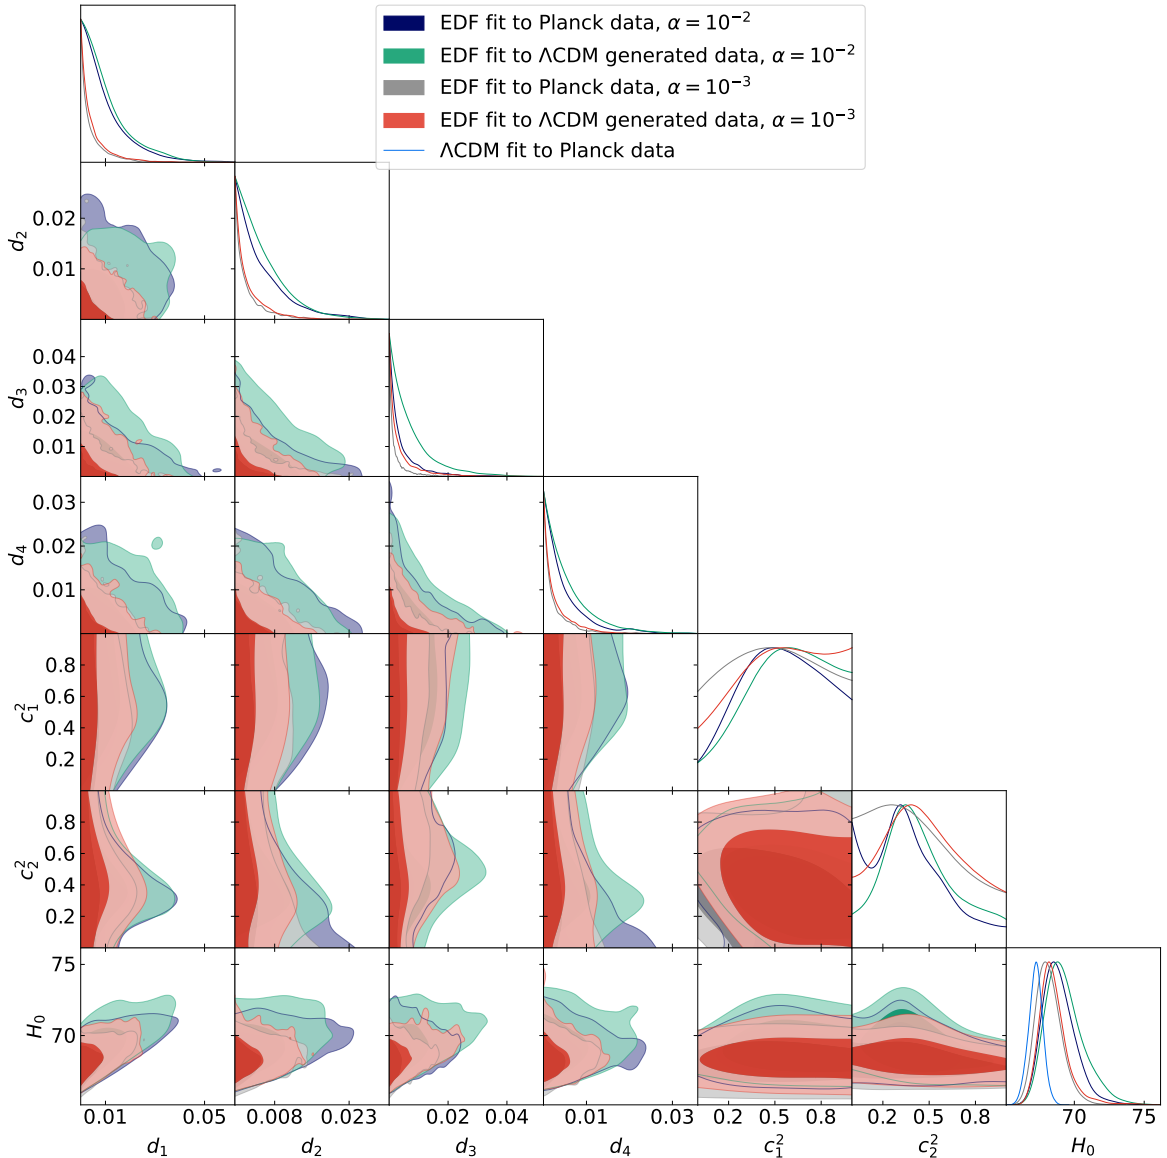 EDF fit to Planck data, α = 10⁻²
EDF fit to ΛCDM generated data, α = 10⁻²
EDF fit to Planck data, α = 10⁻³
EDF fit to ΛCDM generated data, α = 10⁻³
ΛCDM fit to Planck data
0.02
0.01
d₂
0.04
0.03
0.02
0.01
d₃
0.03
0.02
0.01
d₄
0.8
0.6
0.4
0.2
c₁²
0.8
0.6
0.4
0.2
c₂²
75
70
H₀
0.01 0.05 0.008 0.023 0.02 0.04 0.01 0.03 0.2 0.5 0.8 0.2 0.5 0.8 70 75
d₁ d₂ d₃ d₄ c₁² c₂² H₀